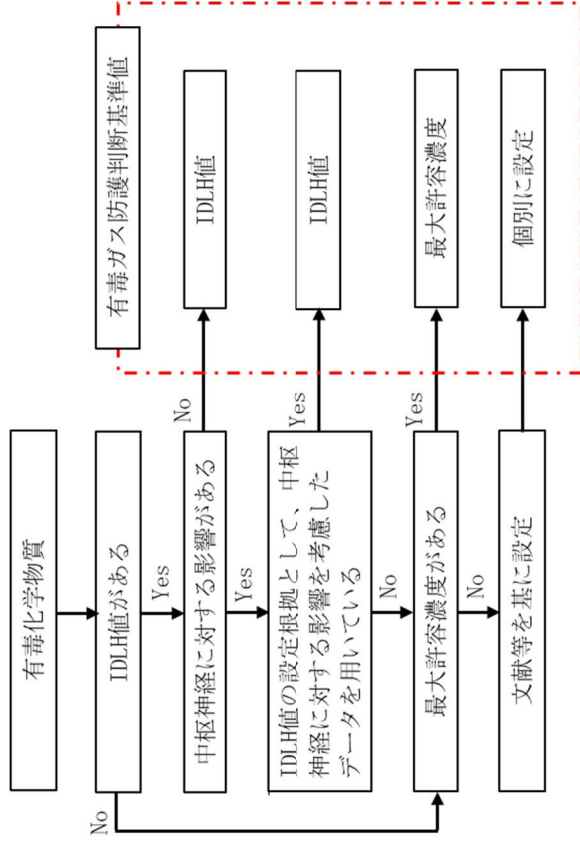 有毒化学物質
IDLH値がある
Yes
No
中枢神経に対する影響がある
No
Yes
IDLH値の設定根拠として、中枢
神経に対する影響を考慮した
データを用いている
Yes
No
最大許容濃度がある
Yes
No
文献等を基に設定
有毒ガス防護判断基準値
IDLH値
IDLH値
最大許容濃度
個別に設定